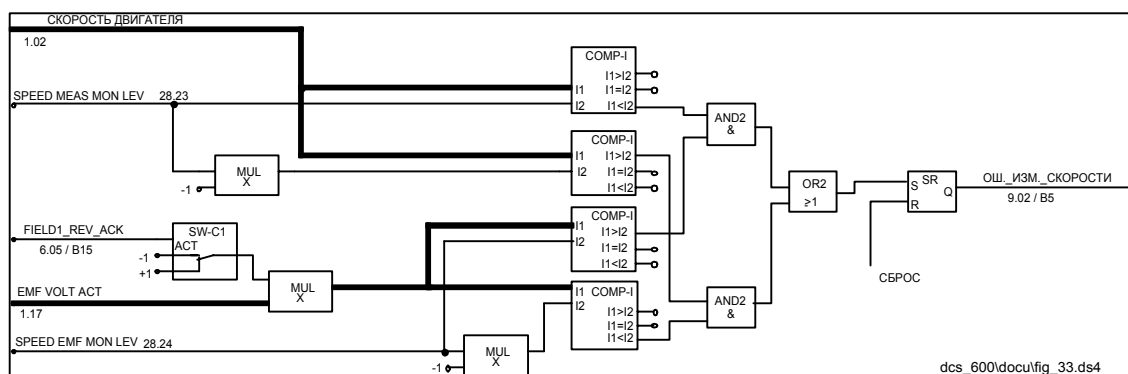 СКОРОСТЬ ДВИГАТЕЛЯ
1.02
SPEED MEAS MON LEV 28.23
COMP-I
I1>I2
I1=I2
I1 I1<I2
I2
AND2
&
COMP-I
I1 I1>I2
I2 I1=I2
I1<I2
MUL
X
-1
OR2
≥1
S SR Q
R
ОШ._ИЗМ._СКОРОСТИ
9.02 / B5
СБРОС
FIELD1_REV_ACK
6.05 / B15
SW-C1
ACT
-1
+1
COMP-I
I1 I1>I2
I2 I1=I2
I1<I2
EMF VOLT ACT
1.17
MUL
X
COMP-I
I1
I2 I1>I2
I1=I2
I1<I2
AND2
&
SPEED EMF MON LEV 28.24
MUL
X
-1
dcs_600\docu\fig_33.ds4